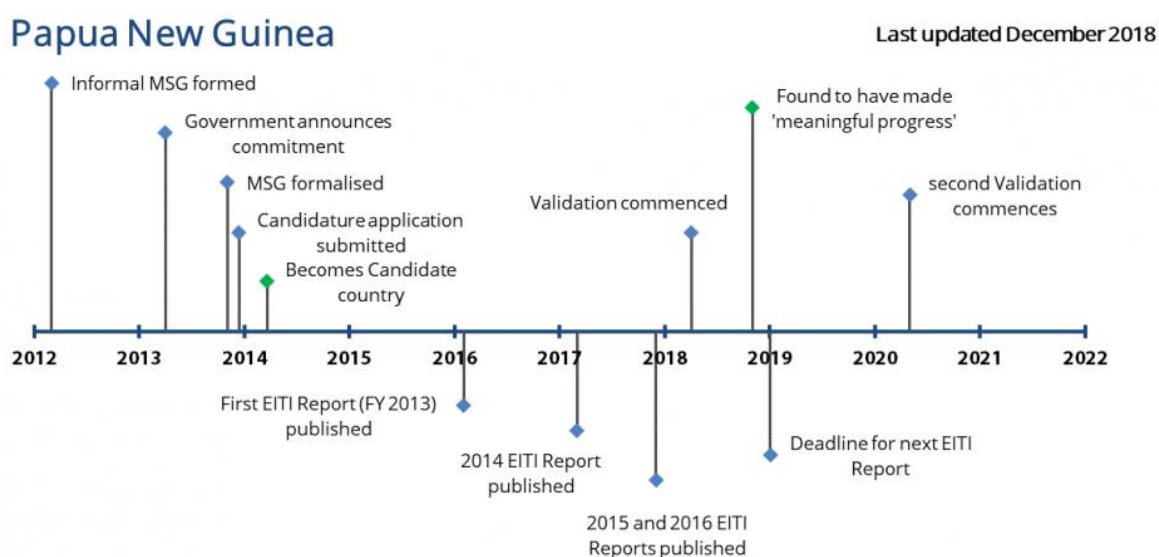 Papua New Guinea
Last updated December 2018
Informal MSG formed
Government announces
commitment
MSG formalised
Candidature application
submitted
Becomes Candidate
country
Found to have made
'meaningful progress'
Validation commenced
second Validation
commences
2012
2013
2014
2015
2016
2017
2018
2019
2020
2021
2022
First EITI Report (FY 2013)
published
2014 EITI Report
published
2015 and 2016 EITI
Reports published
Deadline for next EITI
Report